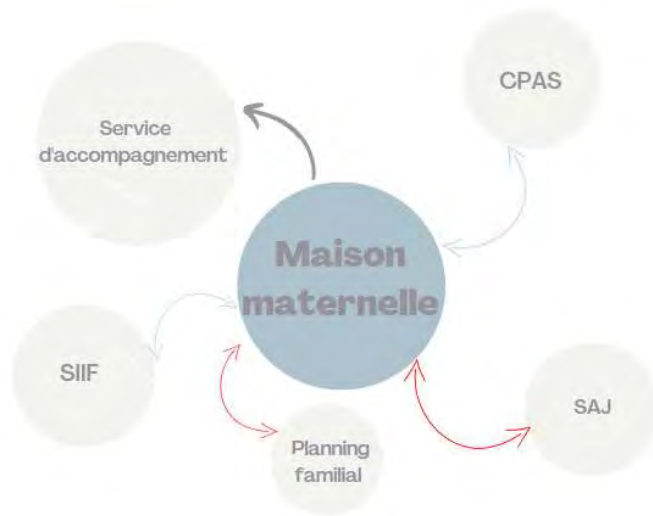 CPAS
Service
d'accompagnement
Maison
maternelle
SIIF
SAJ
Planning
familial